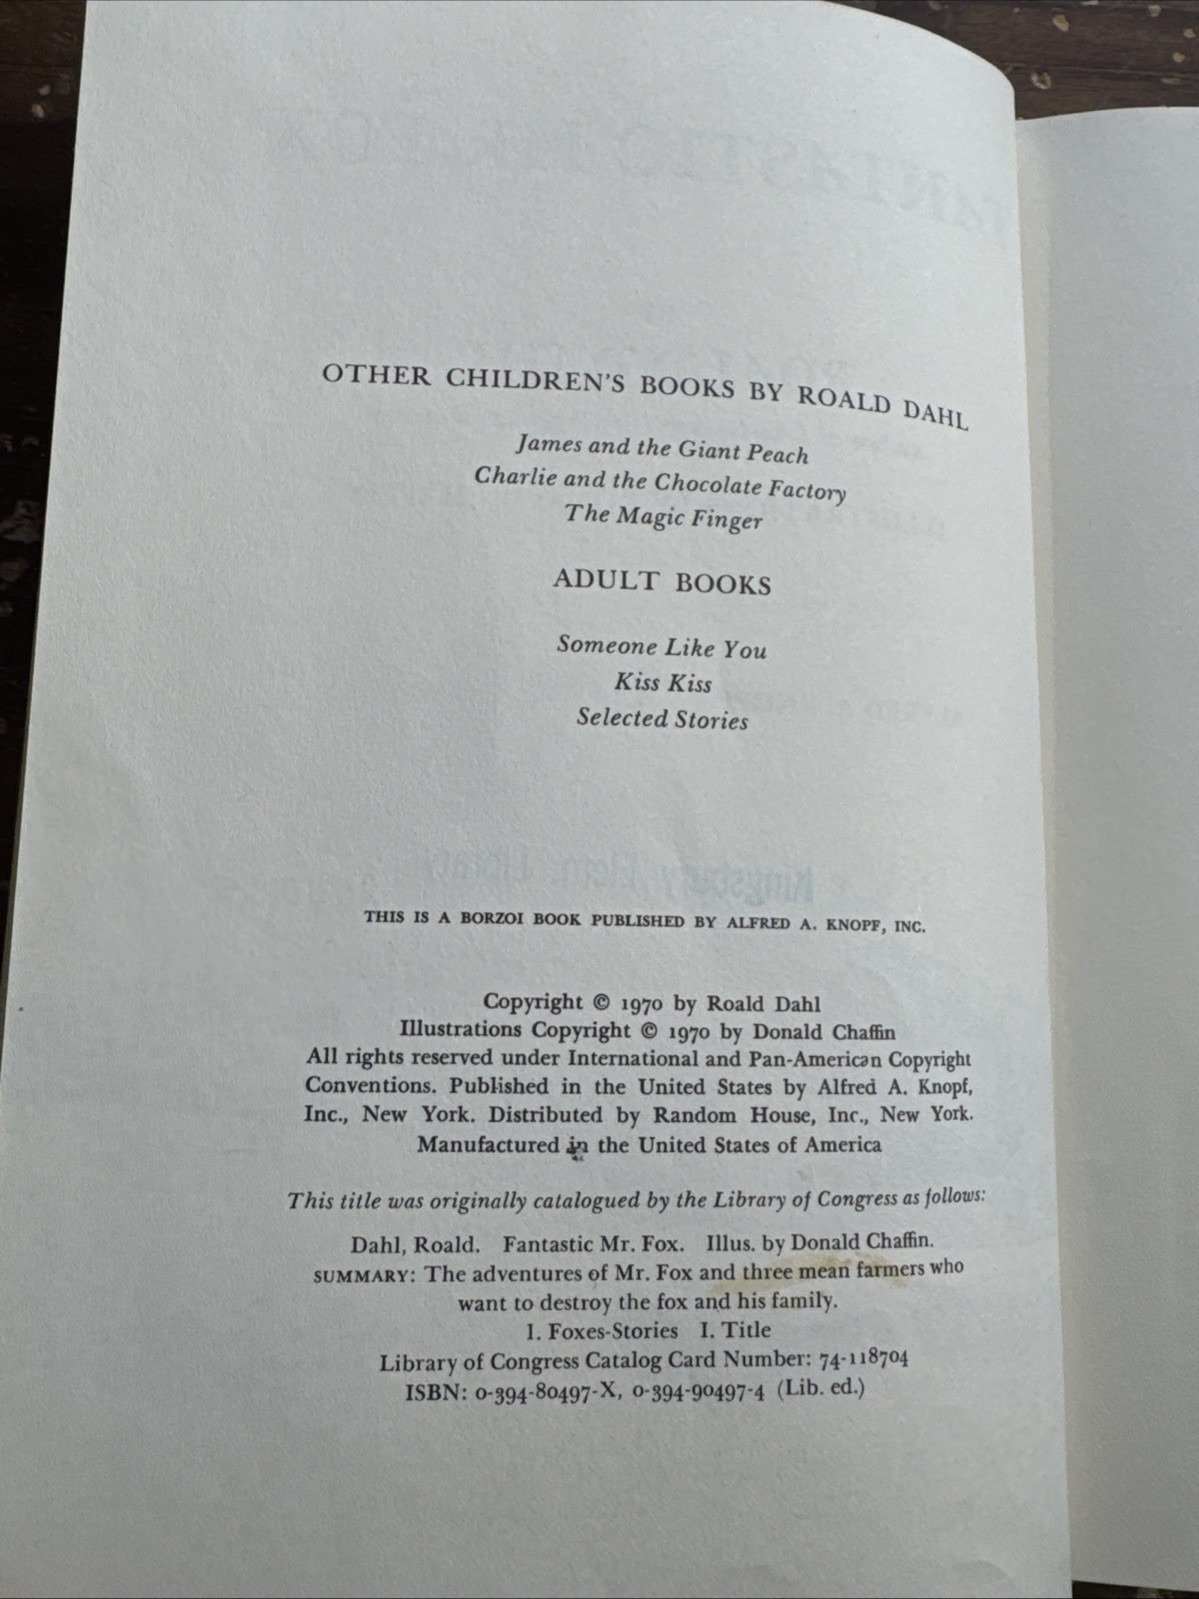 OTHER CHILDREN'S BOOKS BY ROALD DAHL
James and the Giant Peach
Charlie and the Chocolate Factory
The Magic Finger
ADULT BOOKS
Someone Like You
Kiss Kiss
Selected Stories
Kingsbury Elem. Library
THIS IS A BORZOI BOOK PUBLISHED BY ALFRED A. KNOPF, INC.
Copyright © 1970 by Roald Dahl
Illustrations Copyright © 1970 by Donald Chaffin
All rights reserved under International and Pan-American Copyright
Conventions. Published in the United States by Alfred A. Knopf,
Inc., New York. Distributed by Random House, Inc., New York.
Manufactured in the United States of America
This title was originally catalogued by the Library of Congress as follows:
Dahl, Roald. Fantastic Mr. Fox. Illus. by Donald Chaffin.
SUMMARY: The adventures of Mr. Fox and three mean farmers who
want to destroy the fox and his family.
1. Foxes-Stories I. Title
Library of Congress Catalog Card Number: 74-118704
ISBN: 0-394-80497-X, 0-394-90497-4 (Lib. ed.)